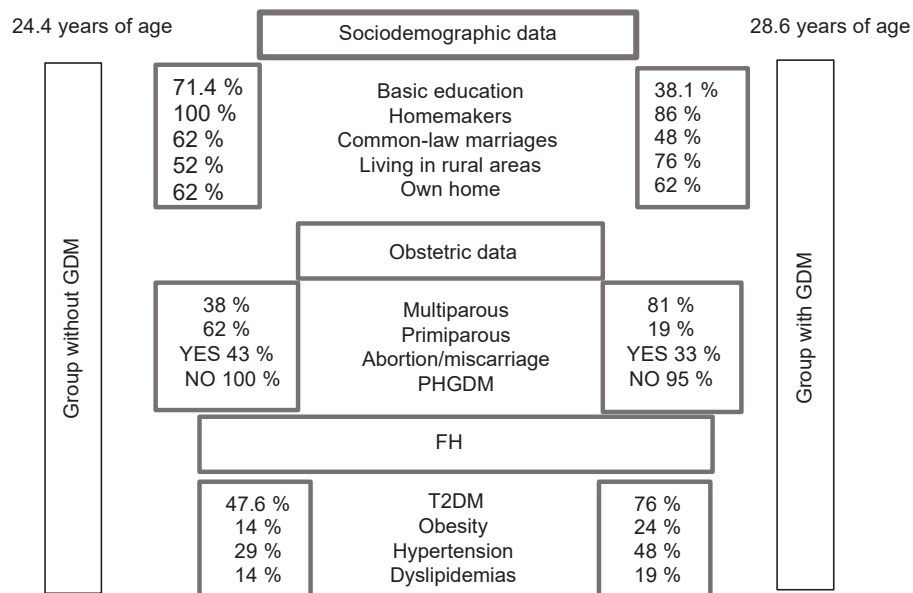 24.4 years of age
Sociodemographic data
28.6 years of age
Group without GDM
71.4 % Basic education 38.1 %
100 % Homemakers 86 %
62 % Common-law marriages 48 %
52 % Living in rural areas 76 %
62 % Own home 62 %
Obstetric data
38 % Multiparous 81 %
62 % Primiparous 19 %
YES 43 % Abortion/miscarriage YES 33 %
NO 100 % PHGDM NO 95 %
FH
47.6 % T2DM 76 %
14 % Obesity 24 %
29 % Hypertension 48 %
14 % Dyslipidemias 19 %
Group with GDM